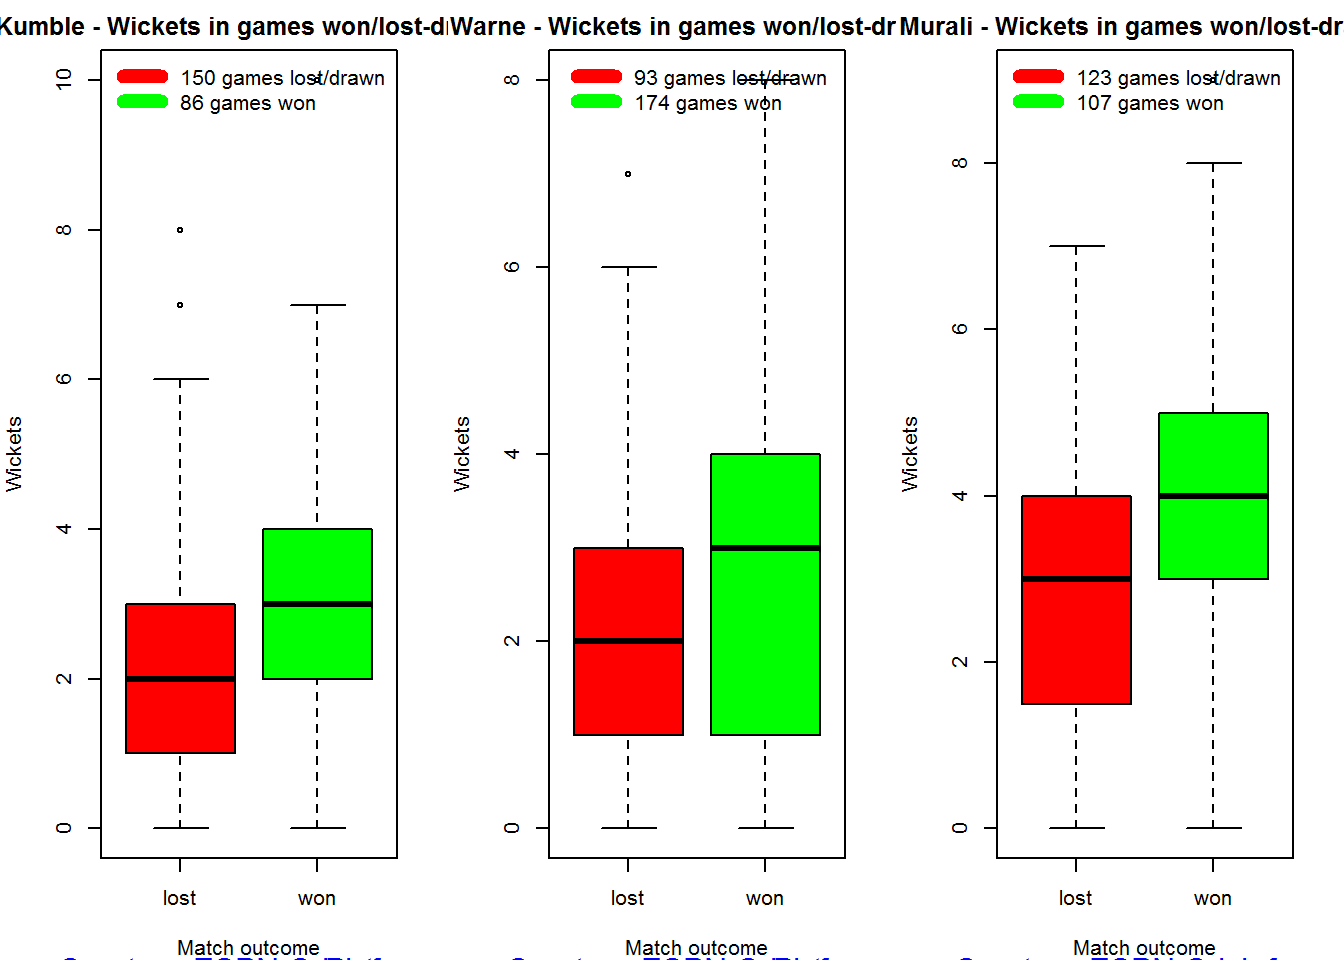 Kumble - Wickets in games won/lost-dr
150 games lost/drawn
86 games won
10
8
6
4
2
0
Wickets
lost won
Match outcome
Warne - Wickets in games won/lost-dr
93 games lost/drawn
174 games won
8
6
4
2
0
Wickets
lost won
Match outcome
Murali - Wickets in games won/lost-dr
123 games lost/drawn
107 games won
8
6
4
2
0
Wickets
lost won
Match outcome